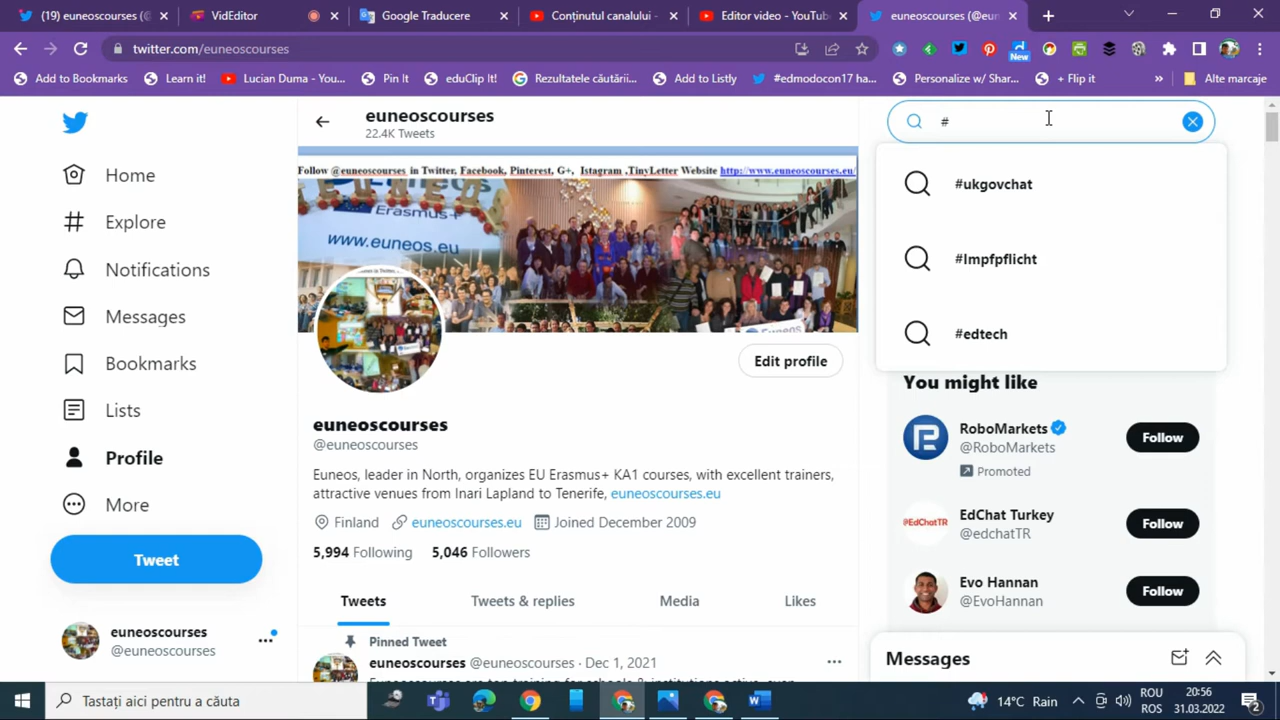 (19) euneoscourses (@
VidEditor
Google Traducere
Conținutul canalului -
Editor video - YouTub
euneoscourses (@eun
twitter.com/euneoscourses
New
Add to Bookmarks
Learn it!
Lucian Duma - You...
Pin It
eduClip It!
Rezultatele căutării...
Add to Listly
#edmodocon17 ha...
Personalize w/ Shar...
+ Flip it
»
Alte marcaje
euneoscourses
22.4K Tweets
#
Home
Explore
Notifications
Messages
Bookmarks
Lists
Profile
More
Tweet
euneoscourses
@euneoscourses
Follow @euneoscourses in Twitter, Facebook, Pinterest, G+, Istagram ,TinyLetter Website http://www.euneoscourses.eu/
Erasmus+
www.euneos.eu
Euneos
Edit profile
euneoscourses
@euneoscourses
Euneos, leader in North, organizes EU Erasmus+ KA1 courses, with excellent trainers,
attractive venues from Inari Lapland to Tenerife, euneoscourses.eu
Finland
euneoscourses.eu
Joined December 2009
5,994 Following
5,046 Followers
Tweets
Tweets & replies
Media
Likes
Pinned Tweet
euneoscourses @euneoscourses · Dec 1, 2021
#ukgovchat
#Impfpflicht
#edtech
You might like
RoboMarkets
@RoboMarkets
Promoted
Follow
#EdChatTR
EdChat Turkey
@edchatTR
Follow
Evo Hannan
@EvoHannan
Follow
Messages
Tastați aici pentru a căuta
14°C Rain
ROU
ROS
20:56
31.03.2022
2